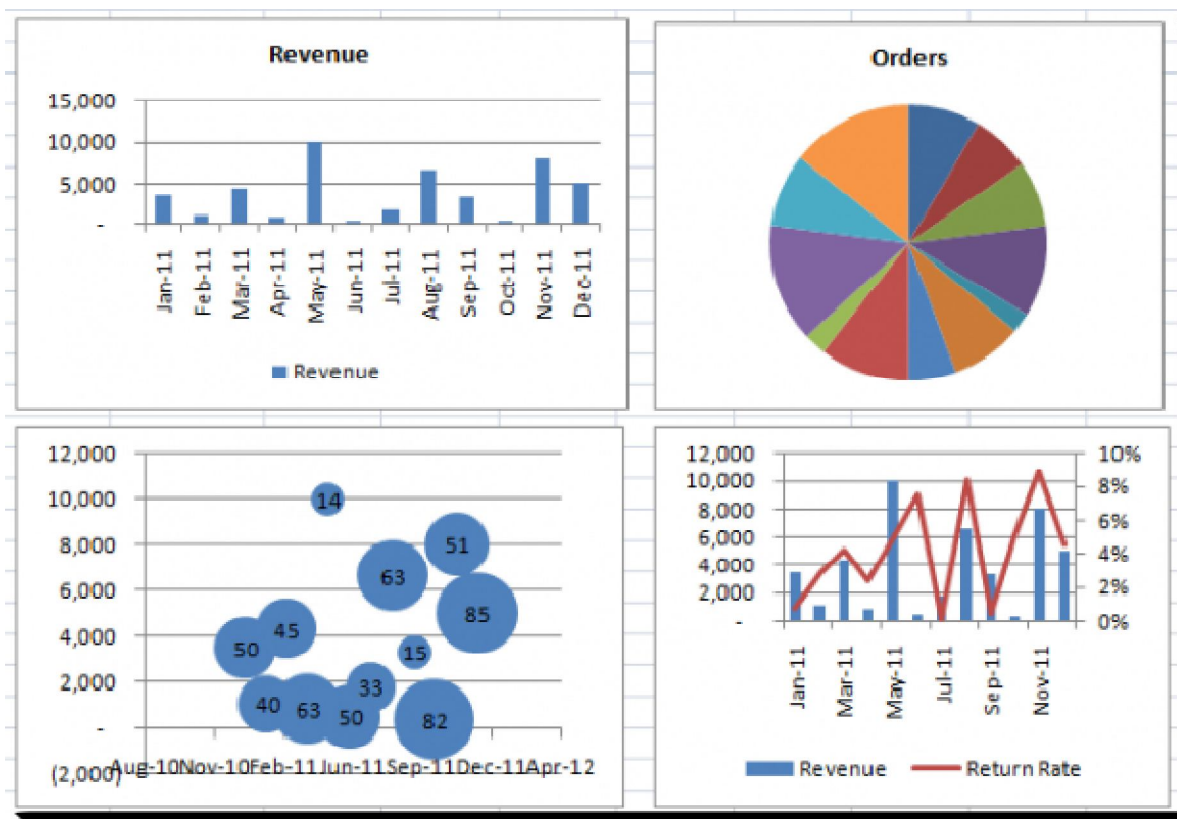 Revenue
15,000
10,000
5,000
-
Jan-11
Feb-11
Mar-11
Apr-11
May-11
Jun-11
Jul-11
Aug-11
Sep-11
Oct-11
Nov-11
Dec-11
Revenue
Orders
12,000
10,000
8,000
6,000
4,000
2,000
-
(2,000)
14
51
63
85
45
50
15
33
40
63
50
82
Aug-10 Nov-10 Feb-11 Jun-11 Sep-11 Dec-11 Apr-12
12,000
10,000
8,000
6,000
4,000
2,000
-
10%
8%
6%
4%
2%
0%
Jan-11
Mar-11
May-11
Jul-11
Sep-11
Nov-11
Revenue Return Rate